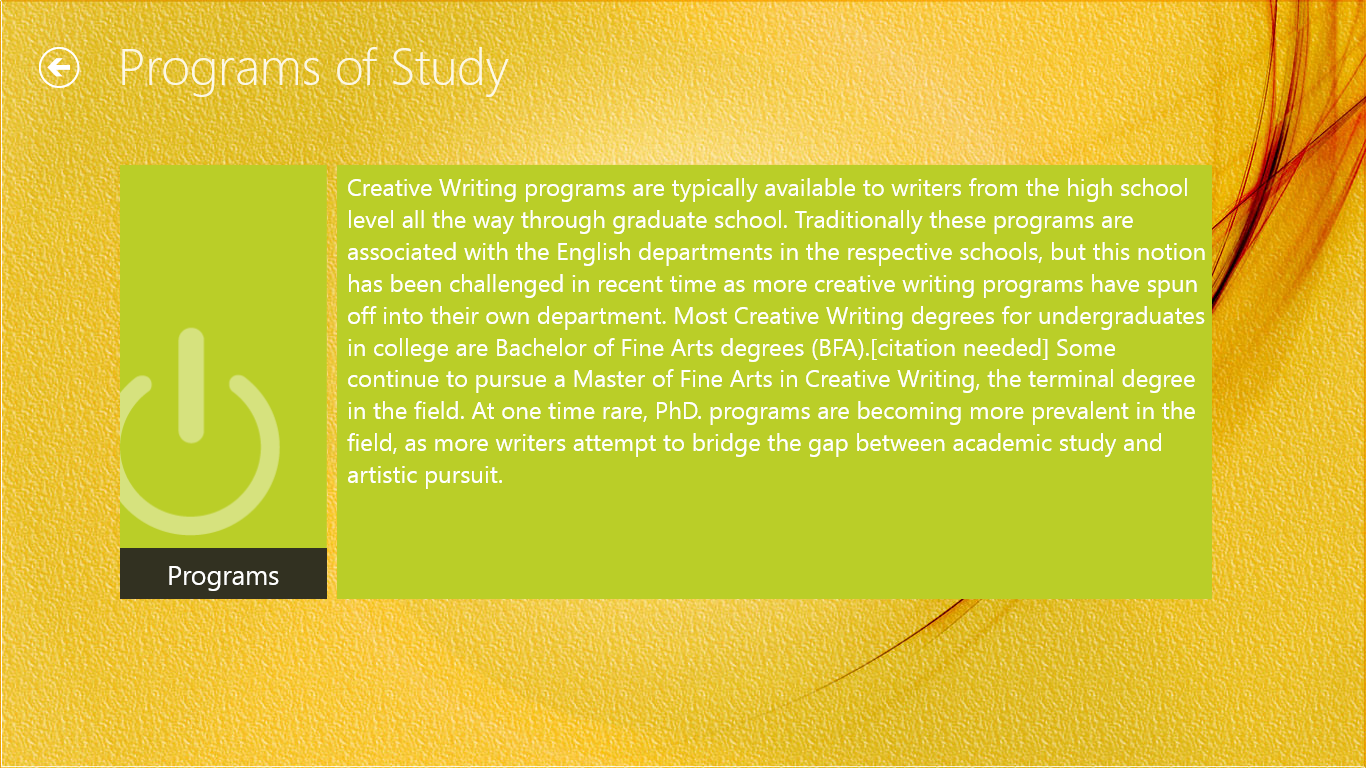 Programs of Study
Creative Writing programs are typically available to writers from the high school
level all the way through graduate school. Traditionally these programs are
associated with the English departments in the respective schools, but this notion
has been challenged in recent time as more creative writing programs have spun
off into their own department. Most Creative Writing degrees for undergraduates
in college are Bachelor of Fine Arts degrees (BFA).[citation needed] Some
continue to pursue a Master of Fine Arts in Creative Writing, the terminal degree
in the field. At one time rare, PhD. programs are becoming more prevalent in the
field, as more writers attempt to bridge the gap between academic study and
artistic pursuit.
Programs